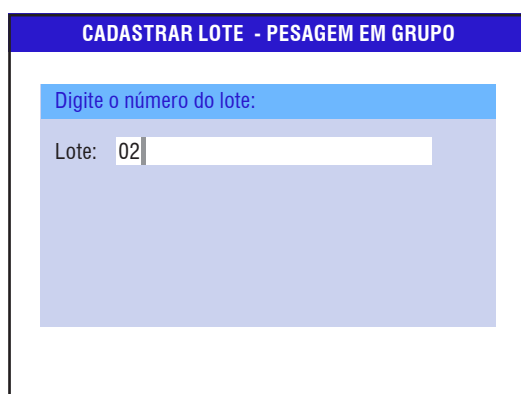 CADASTRAR LOTE - PESAGEM EM GRUPO
Digite o número do lote:
Lote: 02